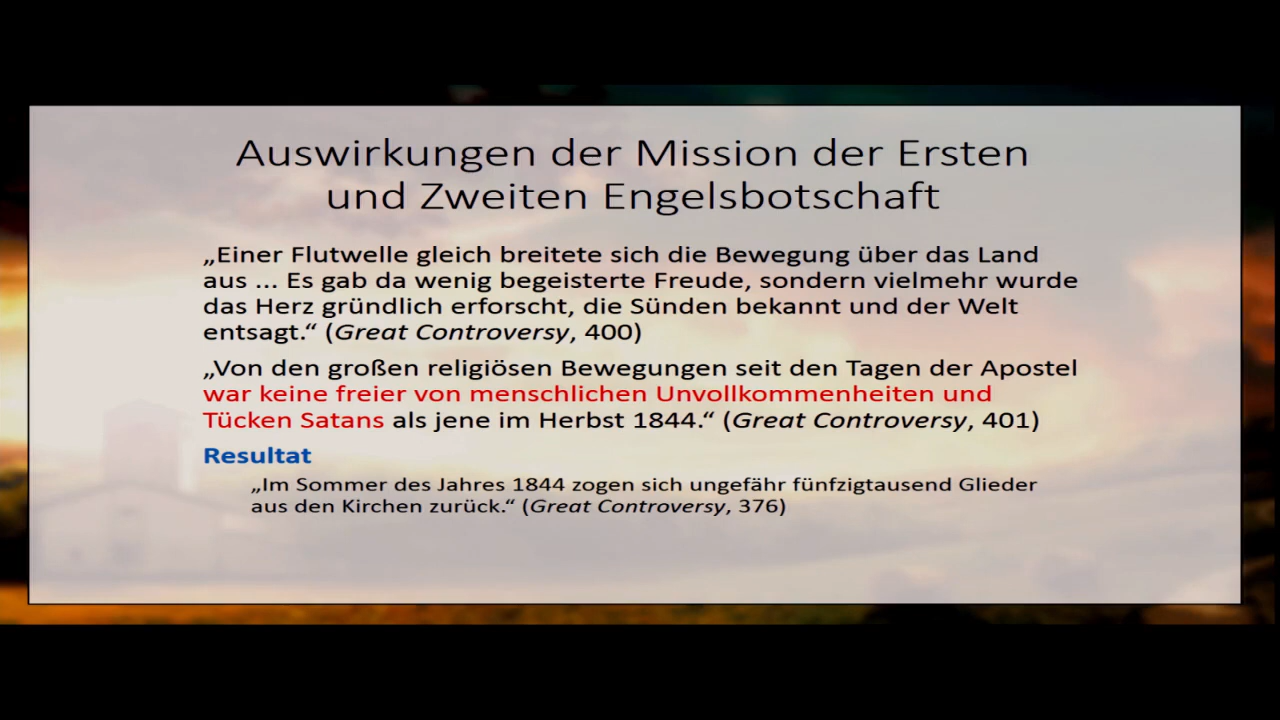 Auswirkungen der Mission der Ersten
und Zweiten Engelsbotschaft
„Einer Flutwelle gleich breitete sich die Bewegung über das Land
aus ... Es gab da wenig begeisterte Freude, sondern vielmehr wurde
das Herz gründlich erforscht, die Sünden bekannt und der Welt
entsagt.“ (Great Controversy, 400)
„Von den großen religiösen Bewegungen seit den Tagen der Apostel
war keine freier von menschlichen Unvollkommenheiten und
Tücken Satans als jene im Herbst 1844.“ (Great Controversy, 401)
Resultat
„Im Sommer des Jahres 1844 zogen sich ungefähr fünfzigtausend Glieder
aus den Kirchen zurück.“ (Great Controversy, 376)